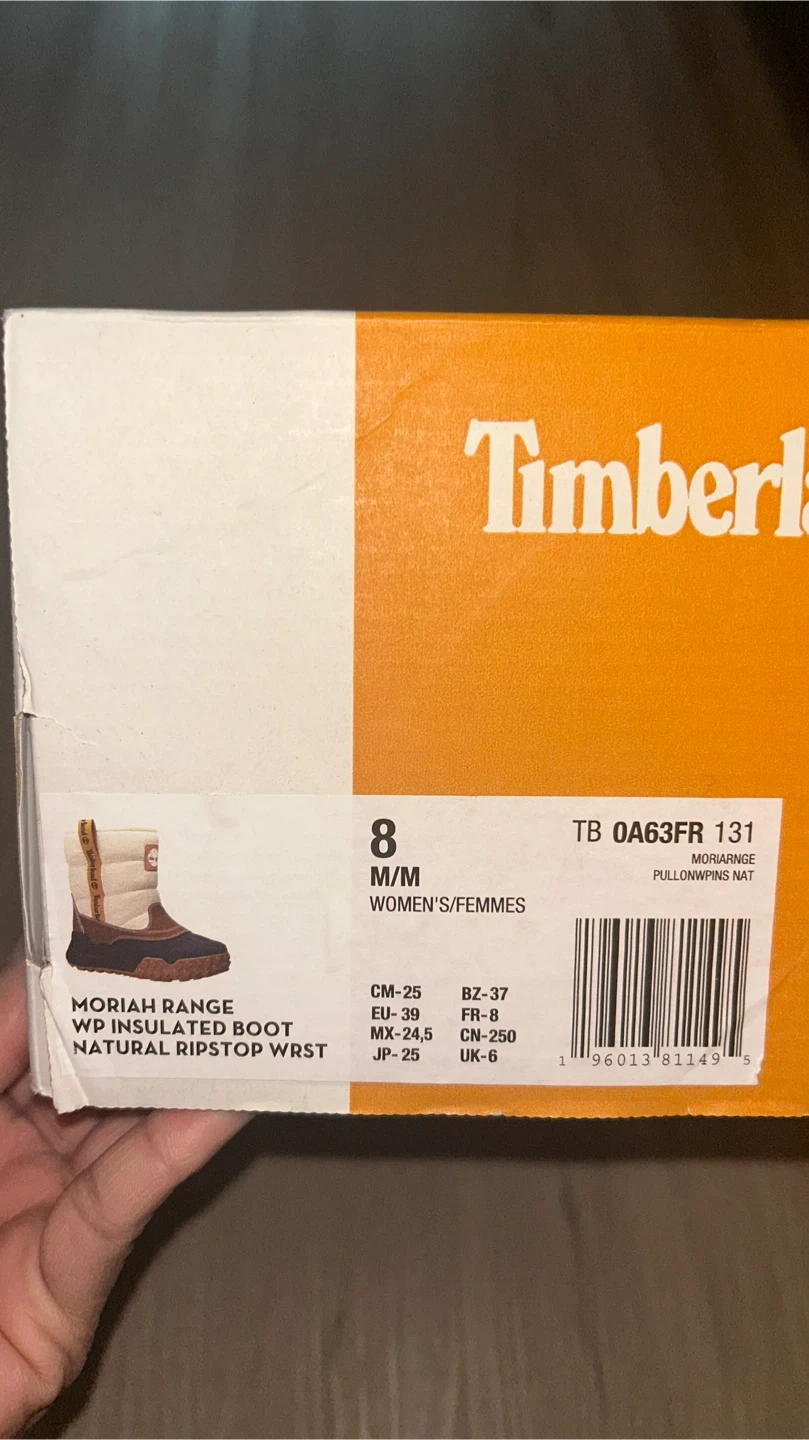 Timberla
8
M/M
WOMEN'S/FEMMES
TB 0A63FR 131
MORIARNGE
PULLONWPINS NAT
MORIAH RANGE
WP INSULATED BOOT
NATURAL RIPSTOP WRST
CM-25 BZ-37
EU-39 FR-8
MX-24,5 CN-250
JP-25 UK-6
1 96013 81149 5